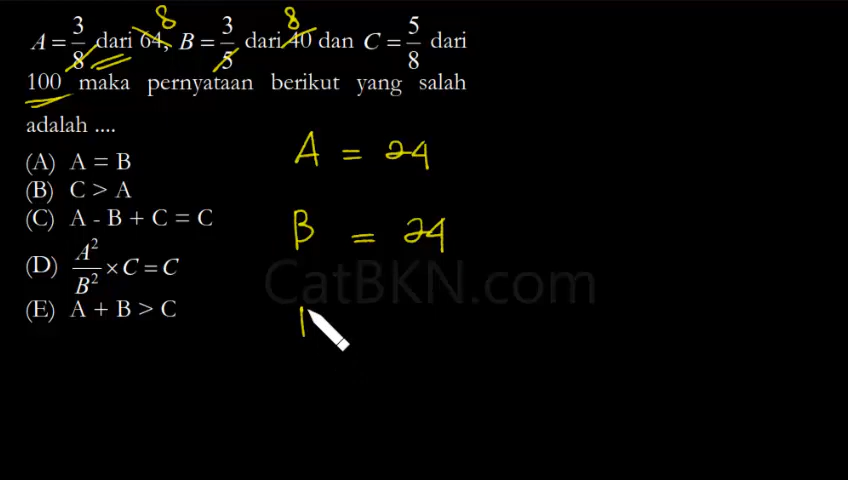 8 8
A = 3/8 dari 64, B = 3/5 dari 40 dan C = 5/8 dari
100 maka pernyataan berikut yang salah
adalah ....
A = 24
(A) A = B
(B) C > A
(C) A - B + C = C
B = 24
(D) A²/B² × C = C
CatBKN.com
(E) A + B > C